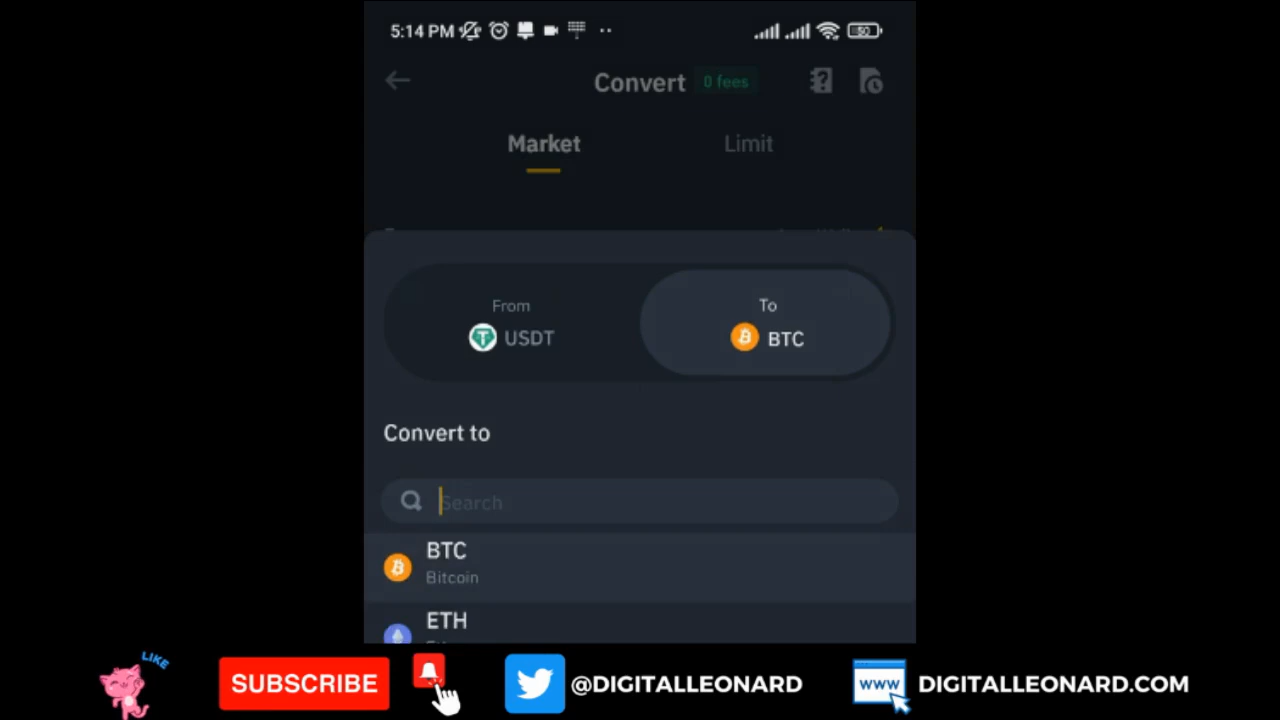 5:14 PM
50
Convert
0 fees
Market
Limit
From
To
USDT
BTC
Convert to
Search
BTC
Bitcoin
ETH
LIKE
SUBSCRIBE
@DIGITALLEONARD
WWW
DIGITALLEONARD.COM